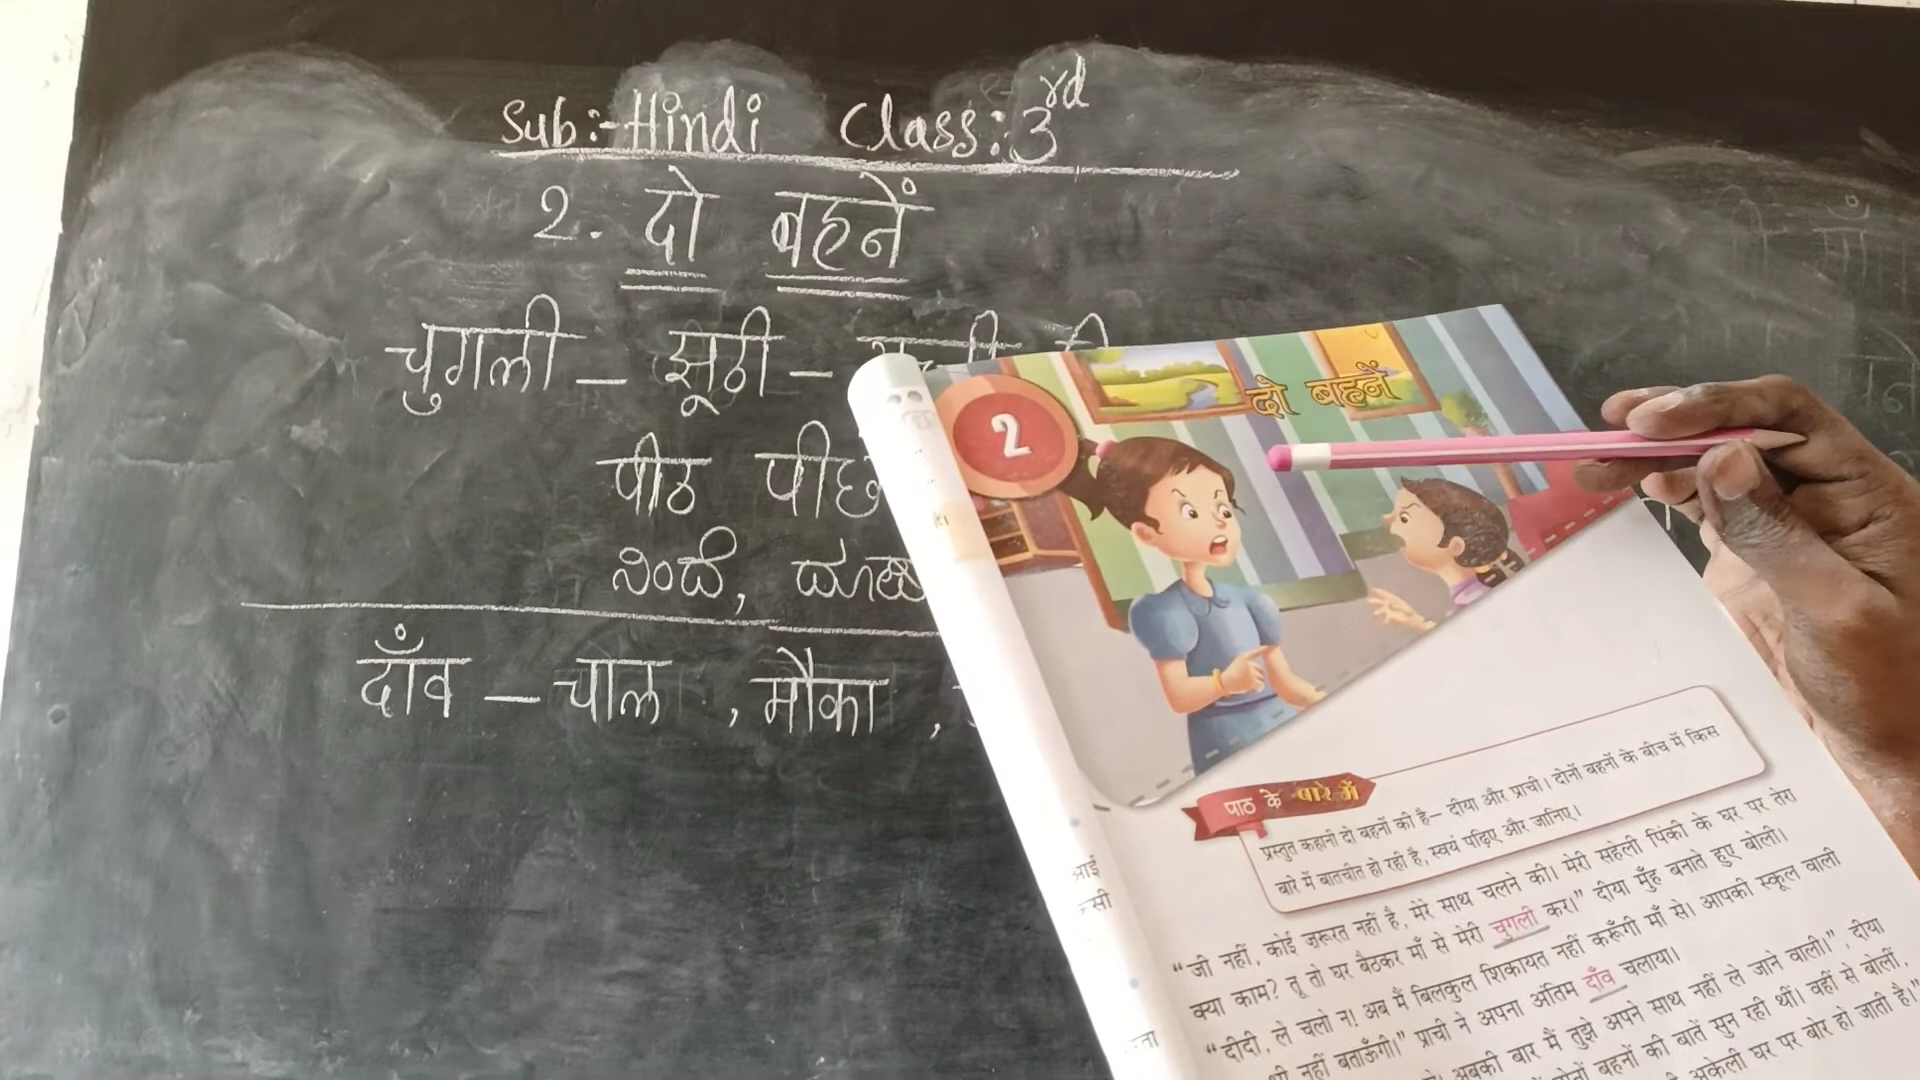 Sub:-Hindi Class: 3rd
2. दो बहनें
चुगली – झूठी –
पीठ पीछे
ನಿಂದೆ,
दाँव – चाल , मौका ,
2
दो बहनें
पाठ के बारे में
प्रस्तुत कहानी दो बहनों की है– दीया और प्राची। दोनों बहनों के बीच में किस
बारे में बातचीत हो रही है, स्वयं पढ़िए और जानिए।
“जी नहीं, कोई ज़रूरत नहीं है, मेरे साथ चलने की। मेरी सहेली पिंकी के घर पर तेरा
क्या काम? तू तो घर बैठकर माँ से मेरी चुगली कर।” दीया मुँह बनाते हुए बोली।
“दीदी, ले चलो न! अब मैं बिलकुल शिकायत नहीं करूँगी माँ से। आपकी स्कूल वाली
भी नहीं बताऊँगी।” प्राची ने अपना अंतिम दाँव चलाया।
अबकी बार मैं तुझे अपने साथ नहीं ले जाने वाली।”, दीया
दोनों बहनों की बातें सुन रही थीं। वहीं से बोलीं,
अकेली घर पर बोर हो जाती है।”